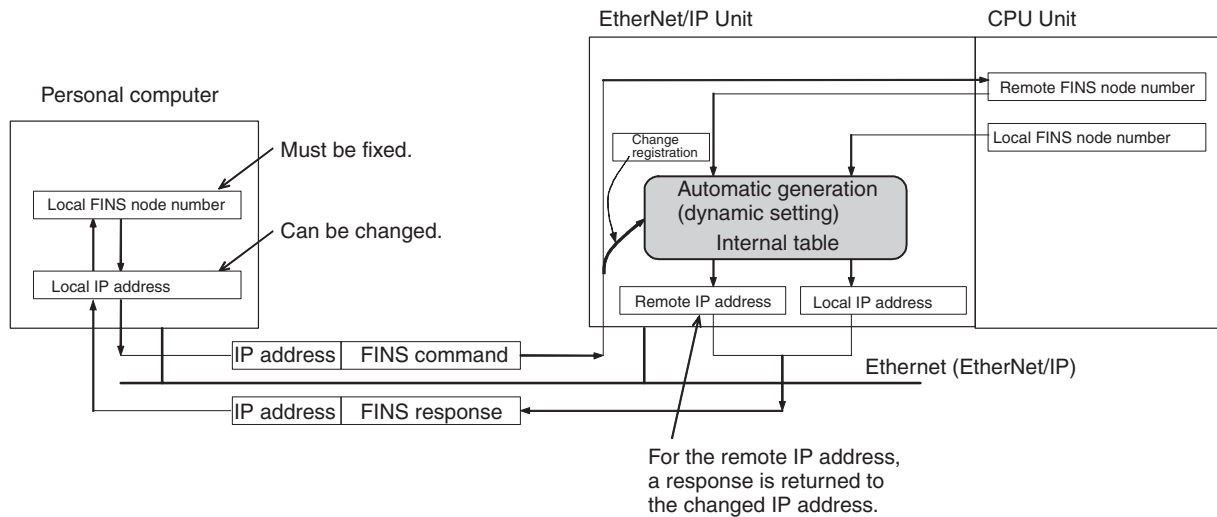 EtherNet/IP Unit
CPU Unit
Personal computer
Remote FINS node number
Local FINS node number
Change
registration
Must be fixed.
Automatic generation
(dynamic setting)
Internal table
Local FINS node number
Can be changed.
Local IP address
Remote IP address
Local IP address
IP address
FINS command
Ethernet (EtherNet/IP)
IP address
FINS response
For the remote IP address,
a response is returned to
the changed IP address.